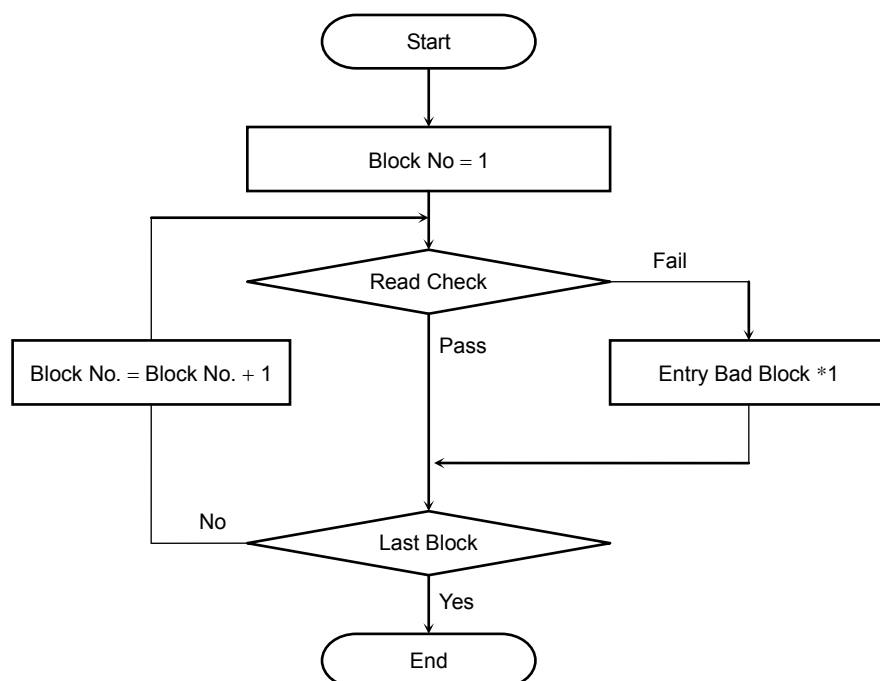 Start
Block No = 1
Read Check
Fail
Pass
Block No. = Block No. + 1
Entry Bad Block *1
No
Last Block
Yes
End